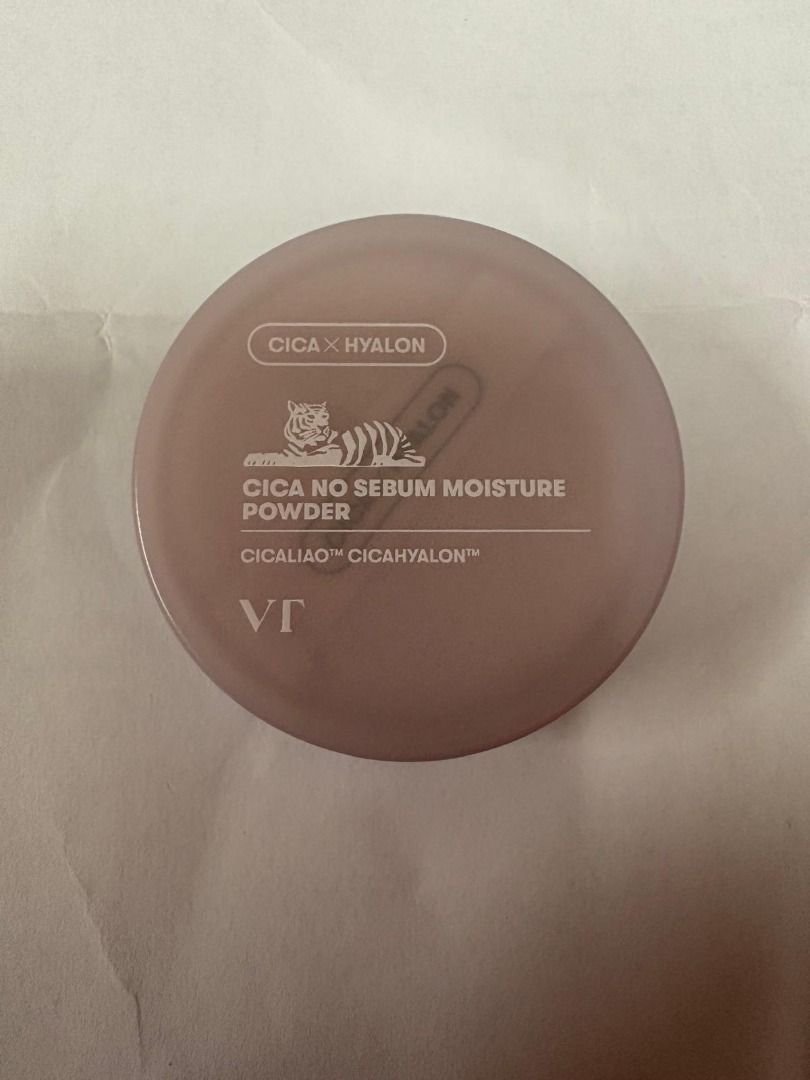 CICA × HYALON
CICA NO SEBUM MOISTURE
POWDER
CICALIAO™ CICAHYALON™
VT